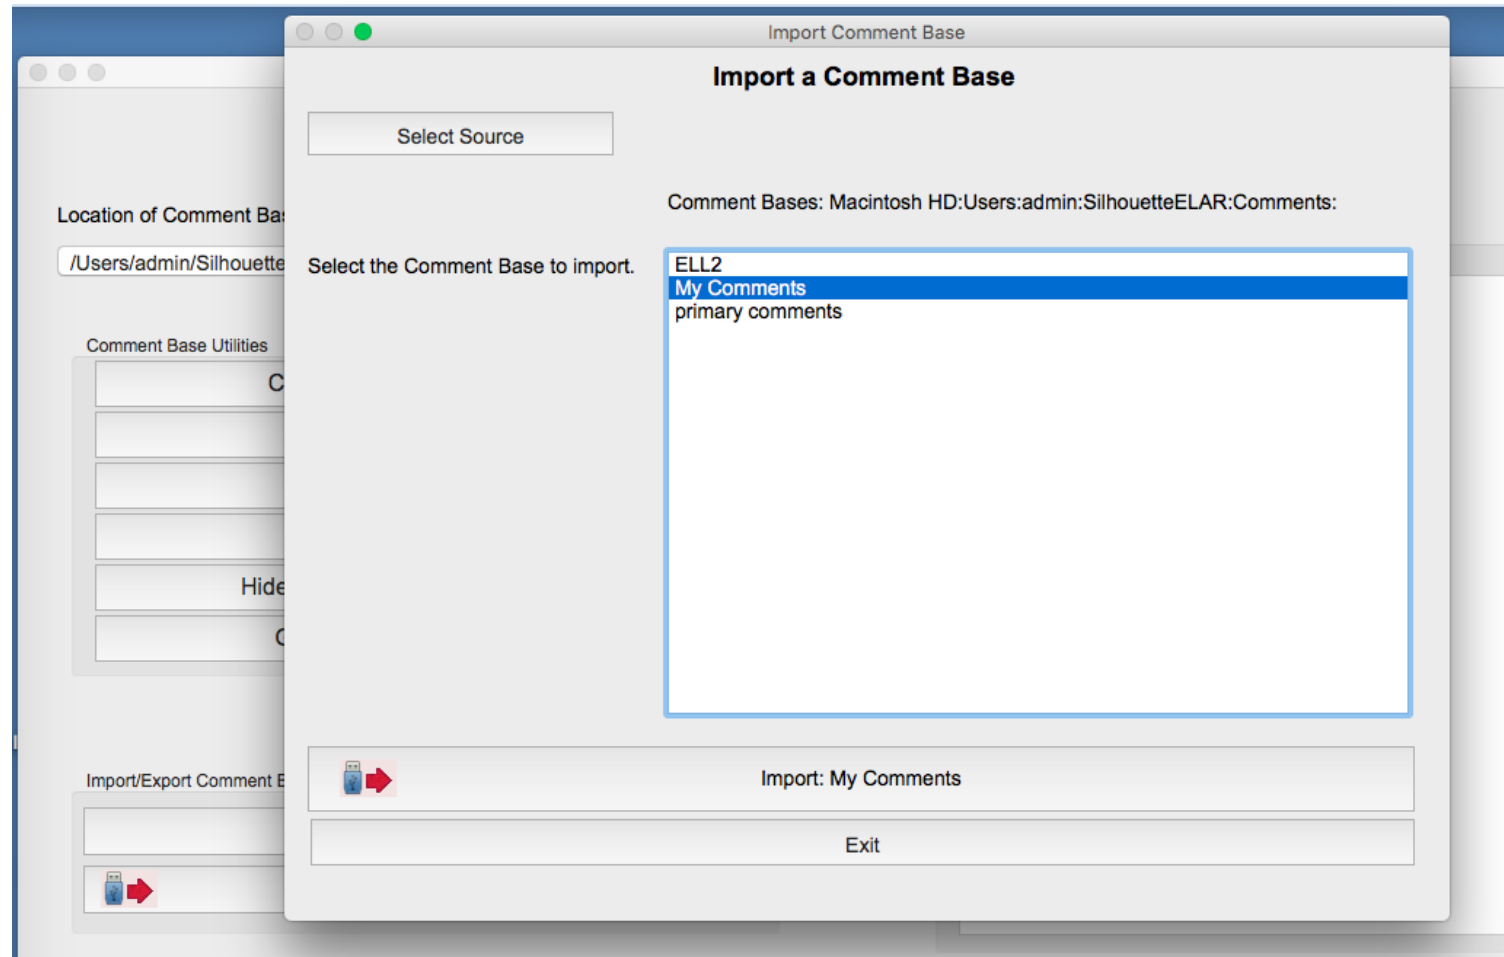 Import Comment Base
Import a Comment Base
Select Source
Comment Bases: Macintosh HD:Users:admin:SilhouetteELAR:Comments:
Location of Comment
/Users/admin/Silhouette
Select the Comment Base to import.
ELL2
My Comments
primary comments
Comment Base Utilities
Hide
Import/Export Comment
Import: My Comments
Exit